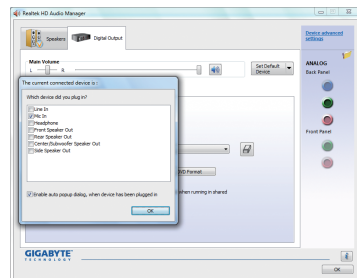 Realtek HD Audio Manager
Speakers
Digital Output
Device advanced
settings
Main Volume
L
R
Set Default
Device
ANALOG
Back Panel
The current connected device is :
Which device did you plug in?
Line In
Mic In
Headphone
Front Speaker Out
Rear Speaker Out
Center/Subwoofer Speaker Out
Side Speaker Out
Front Panel
DVD Format
when running in shared
Enable auto popup dialog, when device has been plugged in
OK
GIGABYTE
TECHNOLOGY
OK